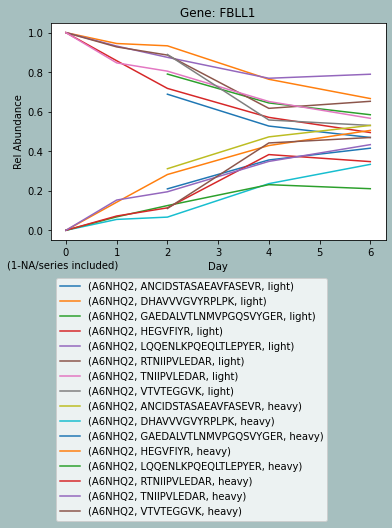 Gene: FBLL1
Rel Abundance
1.0
0.8
0.6
0.4
0.2
0.0
0 1 2 3 4 5 6
(1-NA/series included)
Day
(A6NHQ2, ANCIDSTASAEAVFASEVR, light)
(A6NHQ2, DHAVVVGVYRPLPK, light)
(A6NHQ2, GAEDALVTLNMVPGQSVYGER, light)
(A6NHQ2, HEGVFIYR, light)
(A6NHQ2, LQQENLKPQEQLTLEPYER, light)
(A6NHQ2, RTNIIPVLEDAR, light)
(A6NHQ2, TNIIPVLEDAR, light)
(A6NHQ2, VTVTEGGVK, light)
(A6NHQ2, ANCIDSTASAEAVFASEVR, heavy)
(A6NHQ2, DHAVVVGVYRPLPK, heavy)
(A6NHQ2, GAEDALVTLNMVPGQSVYGER, heavy)
(A6NHQ2, HEGVFIYR, heavy)
(A6NHQ2, LQQENLKPQEQLTLEPYER, heavy)
(A6NHQ2, RTNIIPVLEDAR, heavy)
(A6NHQ2, TNIIPVLEDAR, heavy)
(A6NHQ2, VTVTEGGVK, heavy)